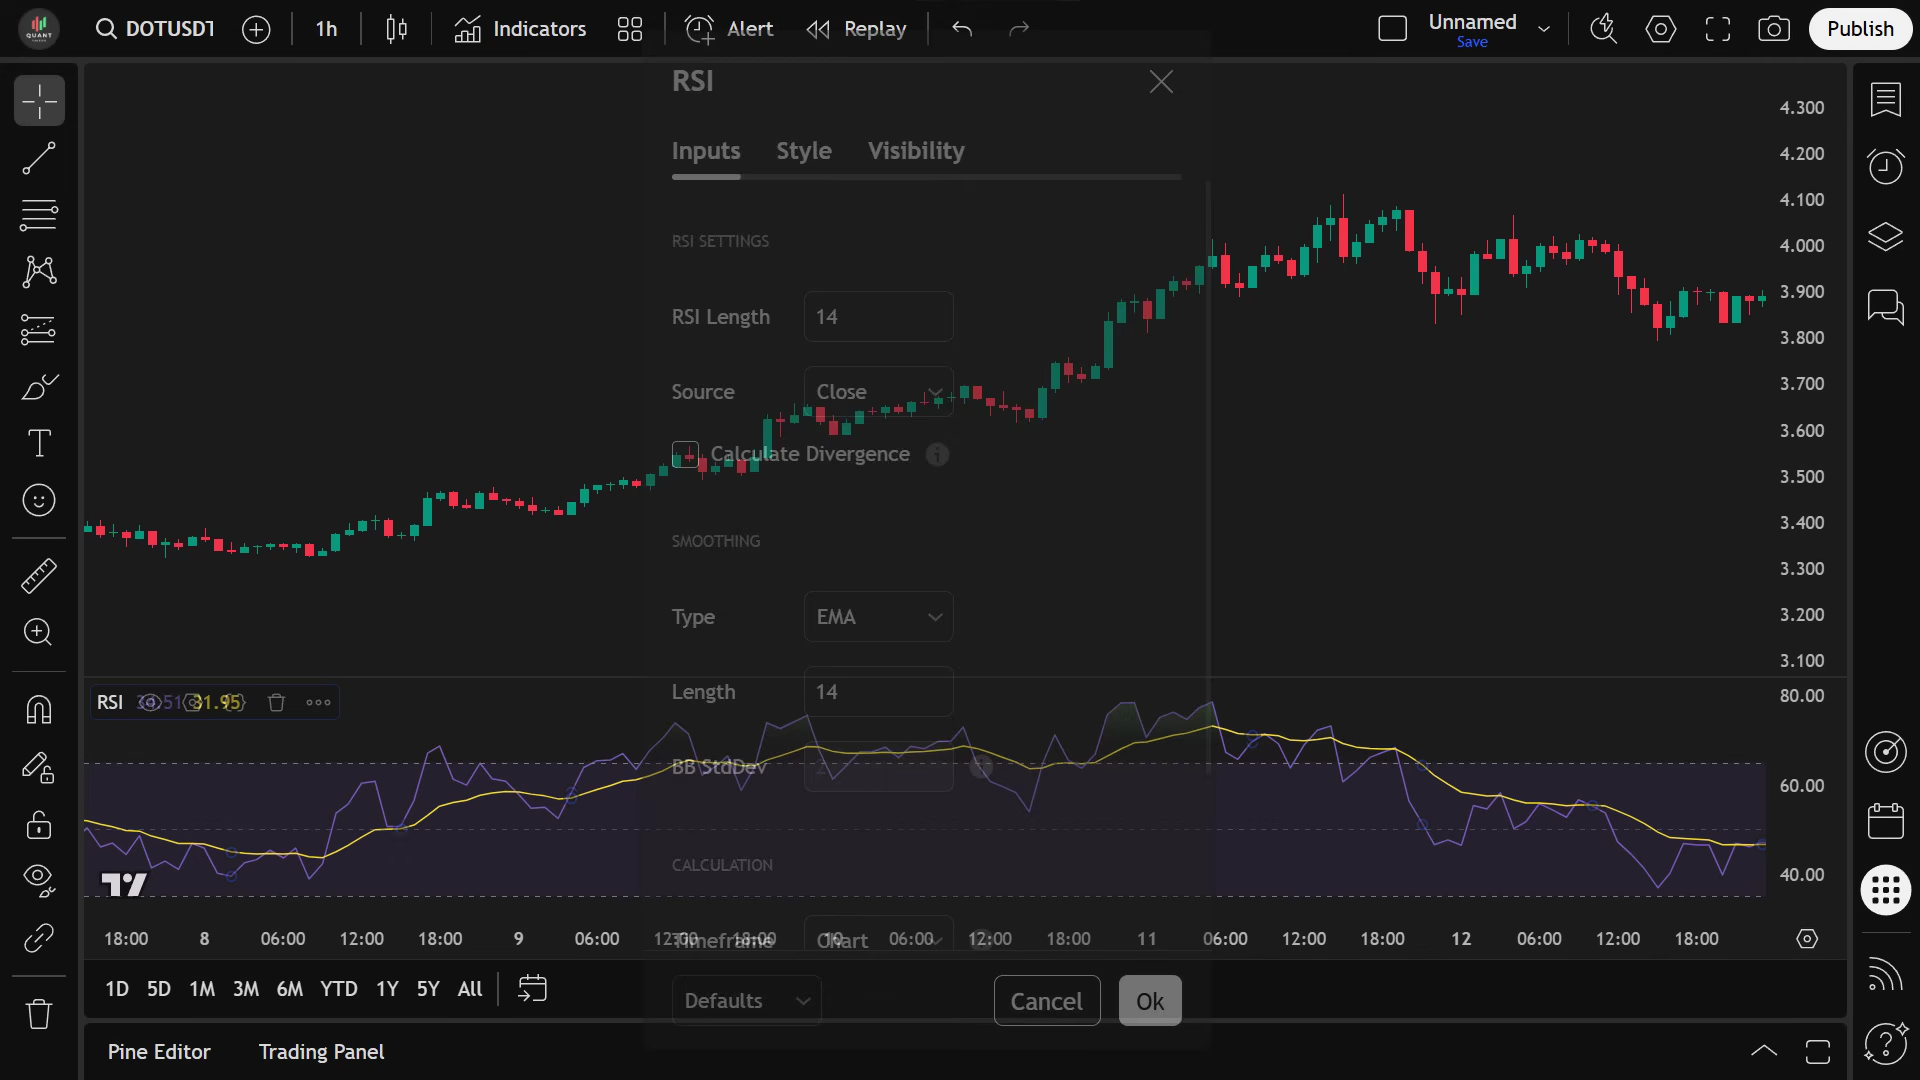 QUANT
DOTUSDT
1h
Indicators
Alert
Replay
Unnamed
Save
Publish
RSI
Inputs
Style
Visibility
RSI SETTINGS
RSI Length
14
Source
Close
Calculate Divergence
SMOOTHING
Type
EMA
Length
14
BB StdDev
CALCULATION
Timeframe
Chart
Defaults
Cancel
Ok
4.300
4.200
4.100
4.000
3.900
3.800
3.700
3.600
3.500
3.400
3.300
3.200
3.100
RSI 34.51 31.95
80.00
60.00
40.00
18:00 8 06:00 12:00 18:00 9 06:00 12:00 18:00 10 06:00 12:00 18:00 11 06:00 12:00 18:00 12 06:00 12:00 18:00
1D 5D 1M 3M 6M YTD 1Y 5Y All
Pine Editor
Trading Panel